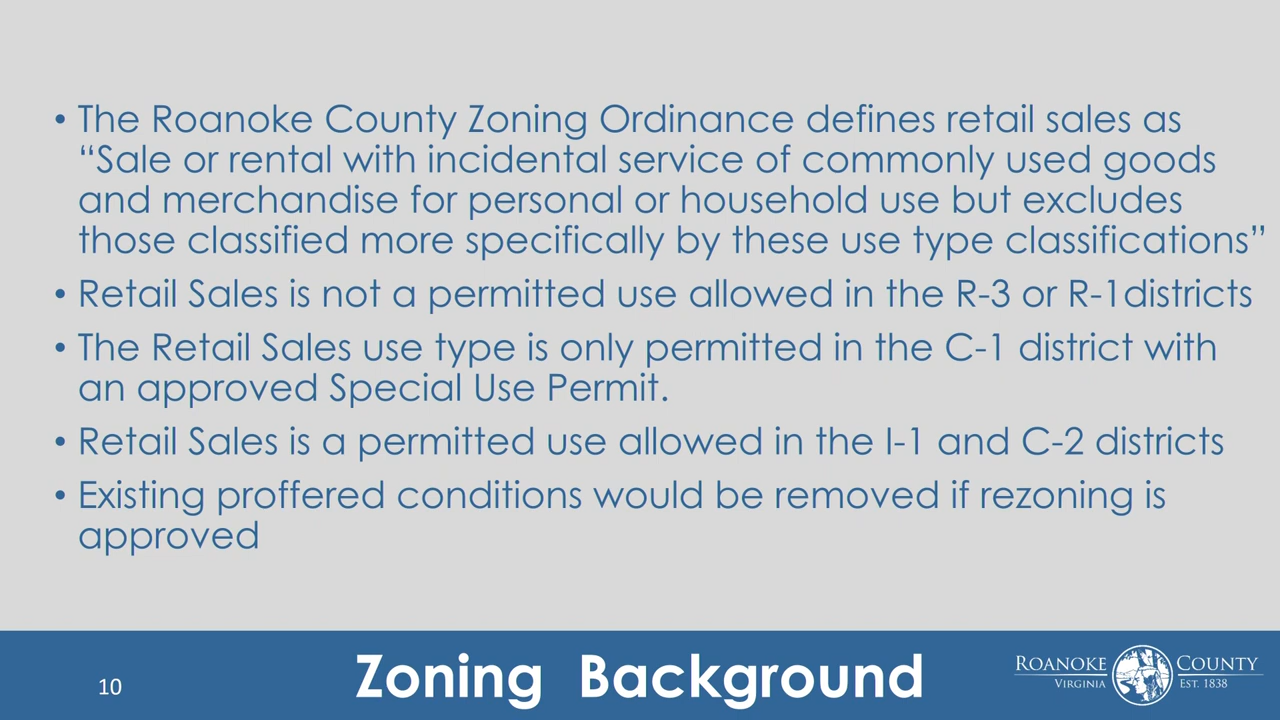 • The Roanoke County Zoning Ordinance defines retail sales as
“Sale or rental with incidental service of commonly used goods
and merchandise for personal or household use but excludes
those classified more specifically by these use type classifications”
• Retail Sales is not a permitted use allowed in the R-3 or R-1districts
• The Retail Sales use type is only permitted in the C-1 district with
an approved Special Use Permit.
• Retail Sales is a permitted use allowed in the I-1 and C-2 districts
• Existing proffered conditions would be removed if rezoning is
approved
10
Zoning Background
ROANOKE COUNTY
VIRGINIA EST. 1838